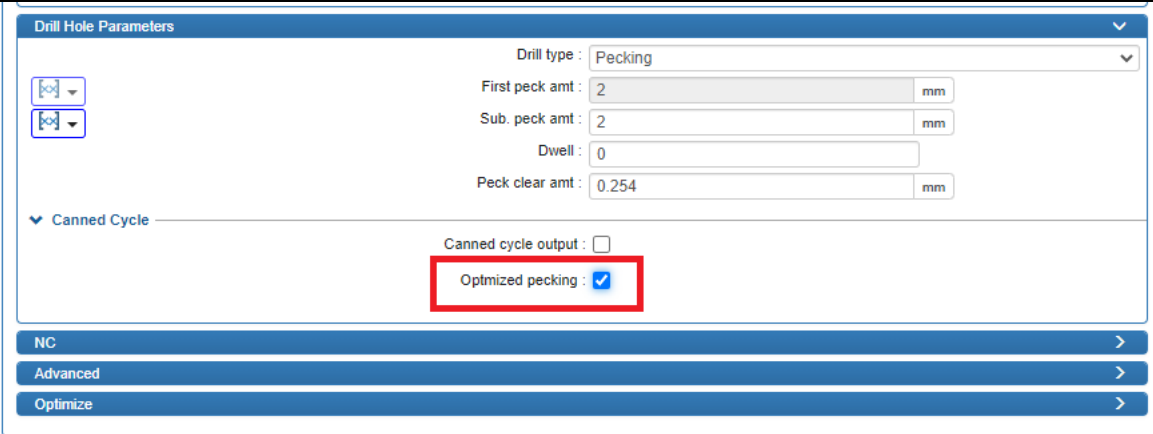 Drill Hole Parameters
Drill type : Pecking
First peck amt : 2 mm
Sub. peck amt : 2 mm
Dwell : 0
Peck clear amt : 0.254 mm
Canned Cycle
Canned cycle output :
Optmized pecking :
NC
Advanced
Optimize